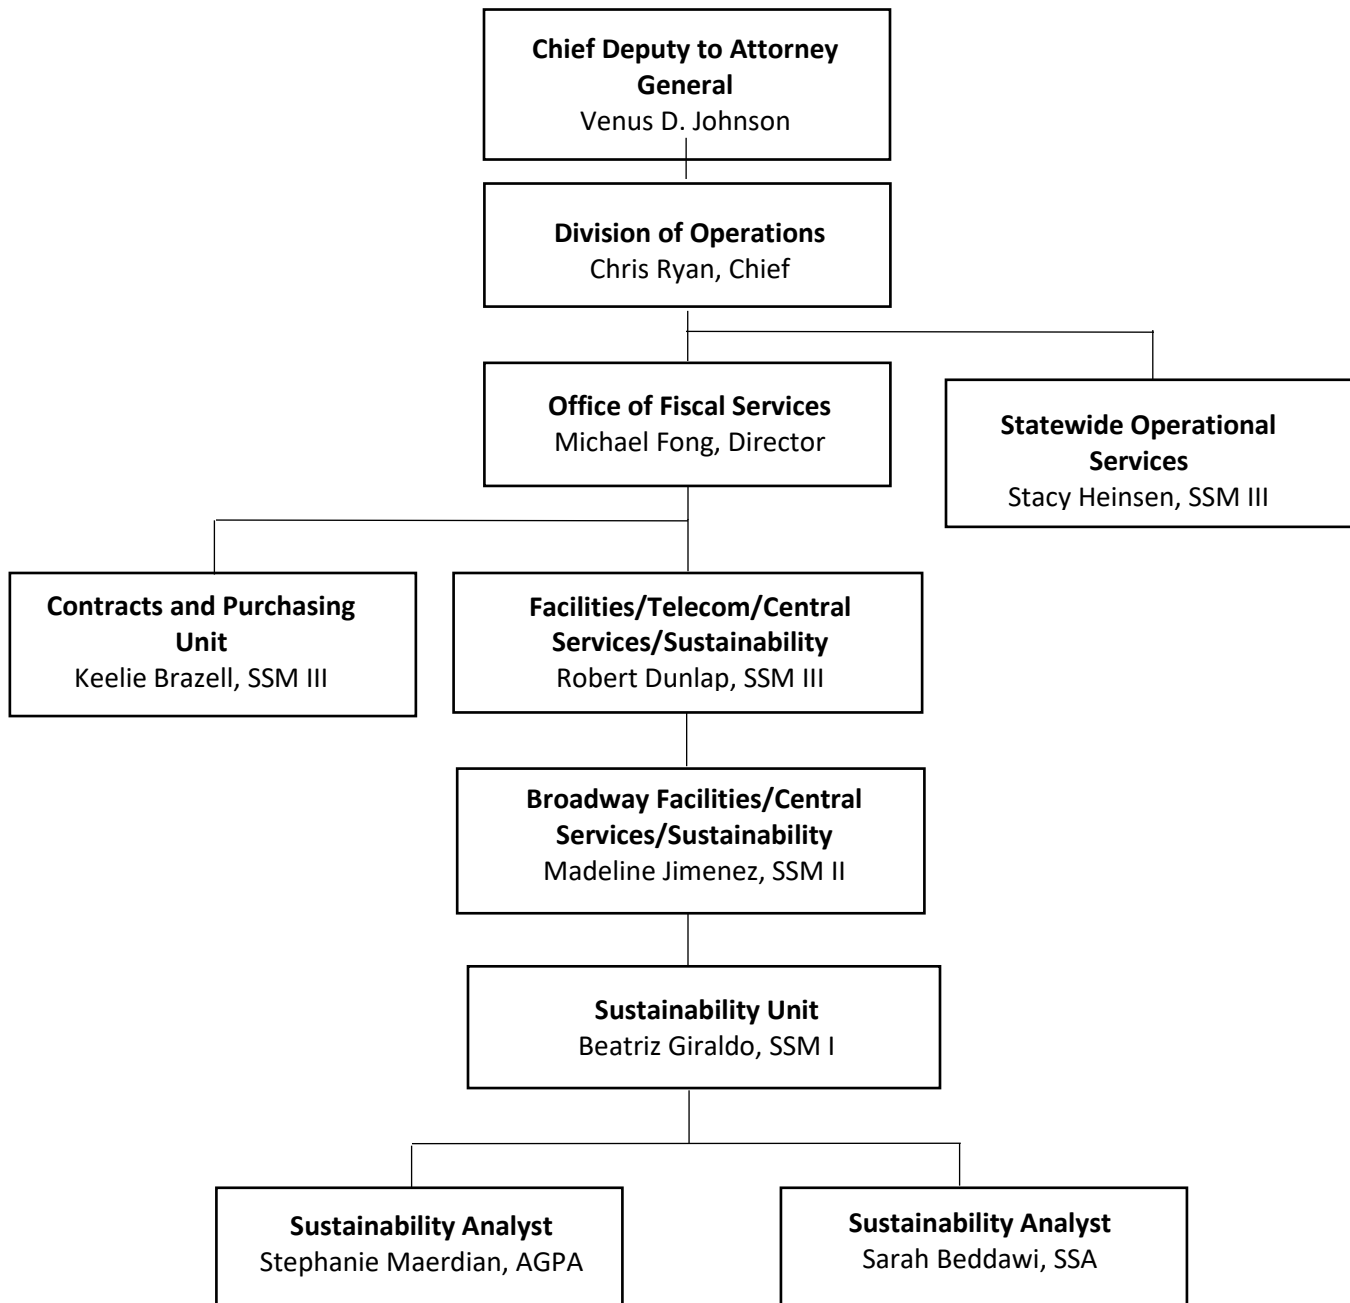 Chief Deputy to Attorney
General
Venus D. Johnson
Division of Operations
Chris Ryan, Chief
Office of Fiscal Services
Michael Fong, Director
Statewide Operational
Services
Stacy Heinsen, SSM III
Contracts and Purchasing
Unit
Keelie Brazell, SSM III
Facilities/Telecom/Central
Services/Sustainability
Robert Dunlap, SSM III
Broadway Facilities/Central
Services/Sustainability
Madeline Jimenez, SSM II
Sustainability Unit
Beatriz Giraldo, SSM I
Sustainability Analyst
Stephanie Maerdian, AGPA
Sustainability Analyst
Sarah Beddawi, SSA